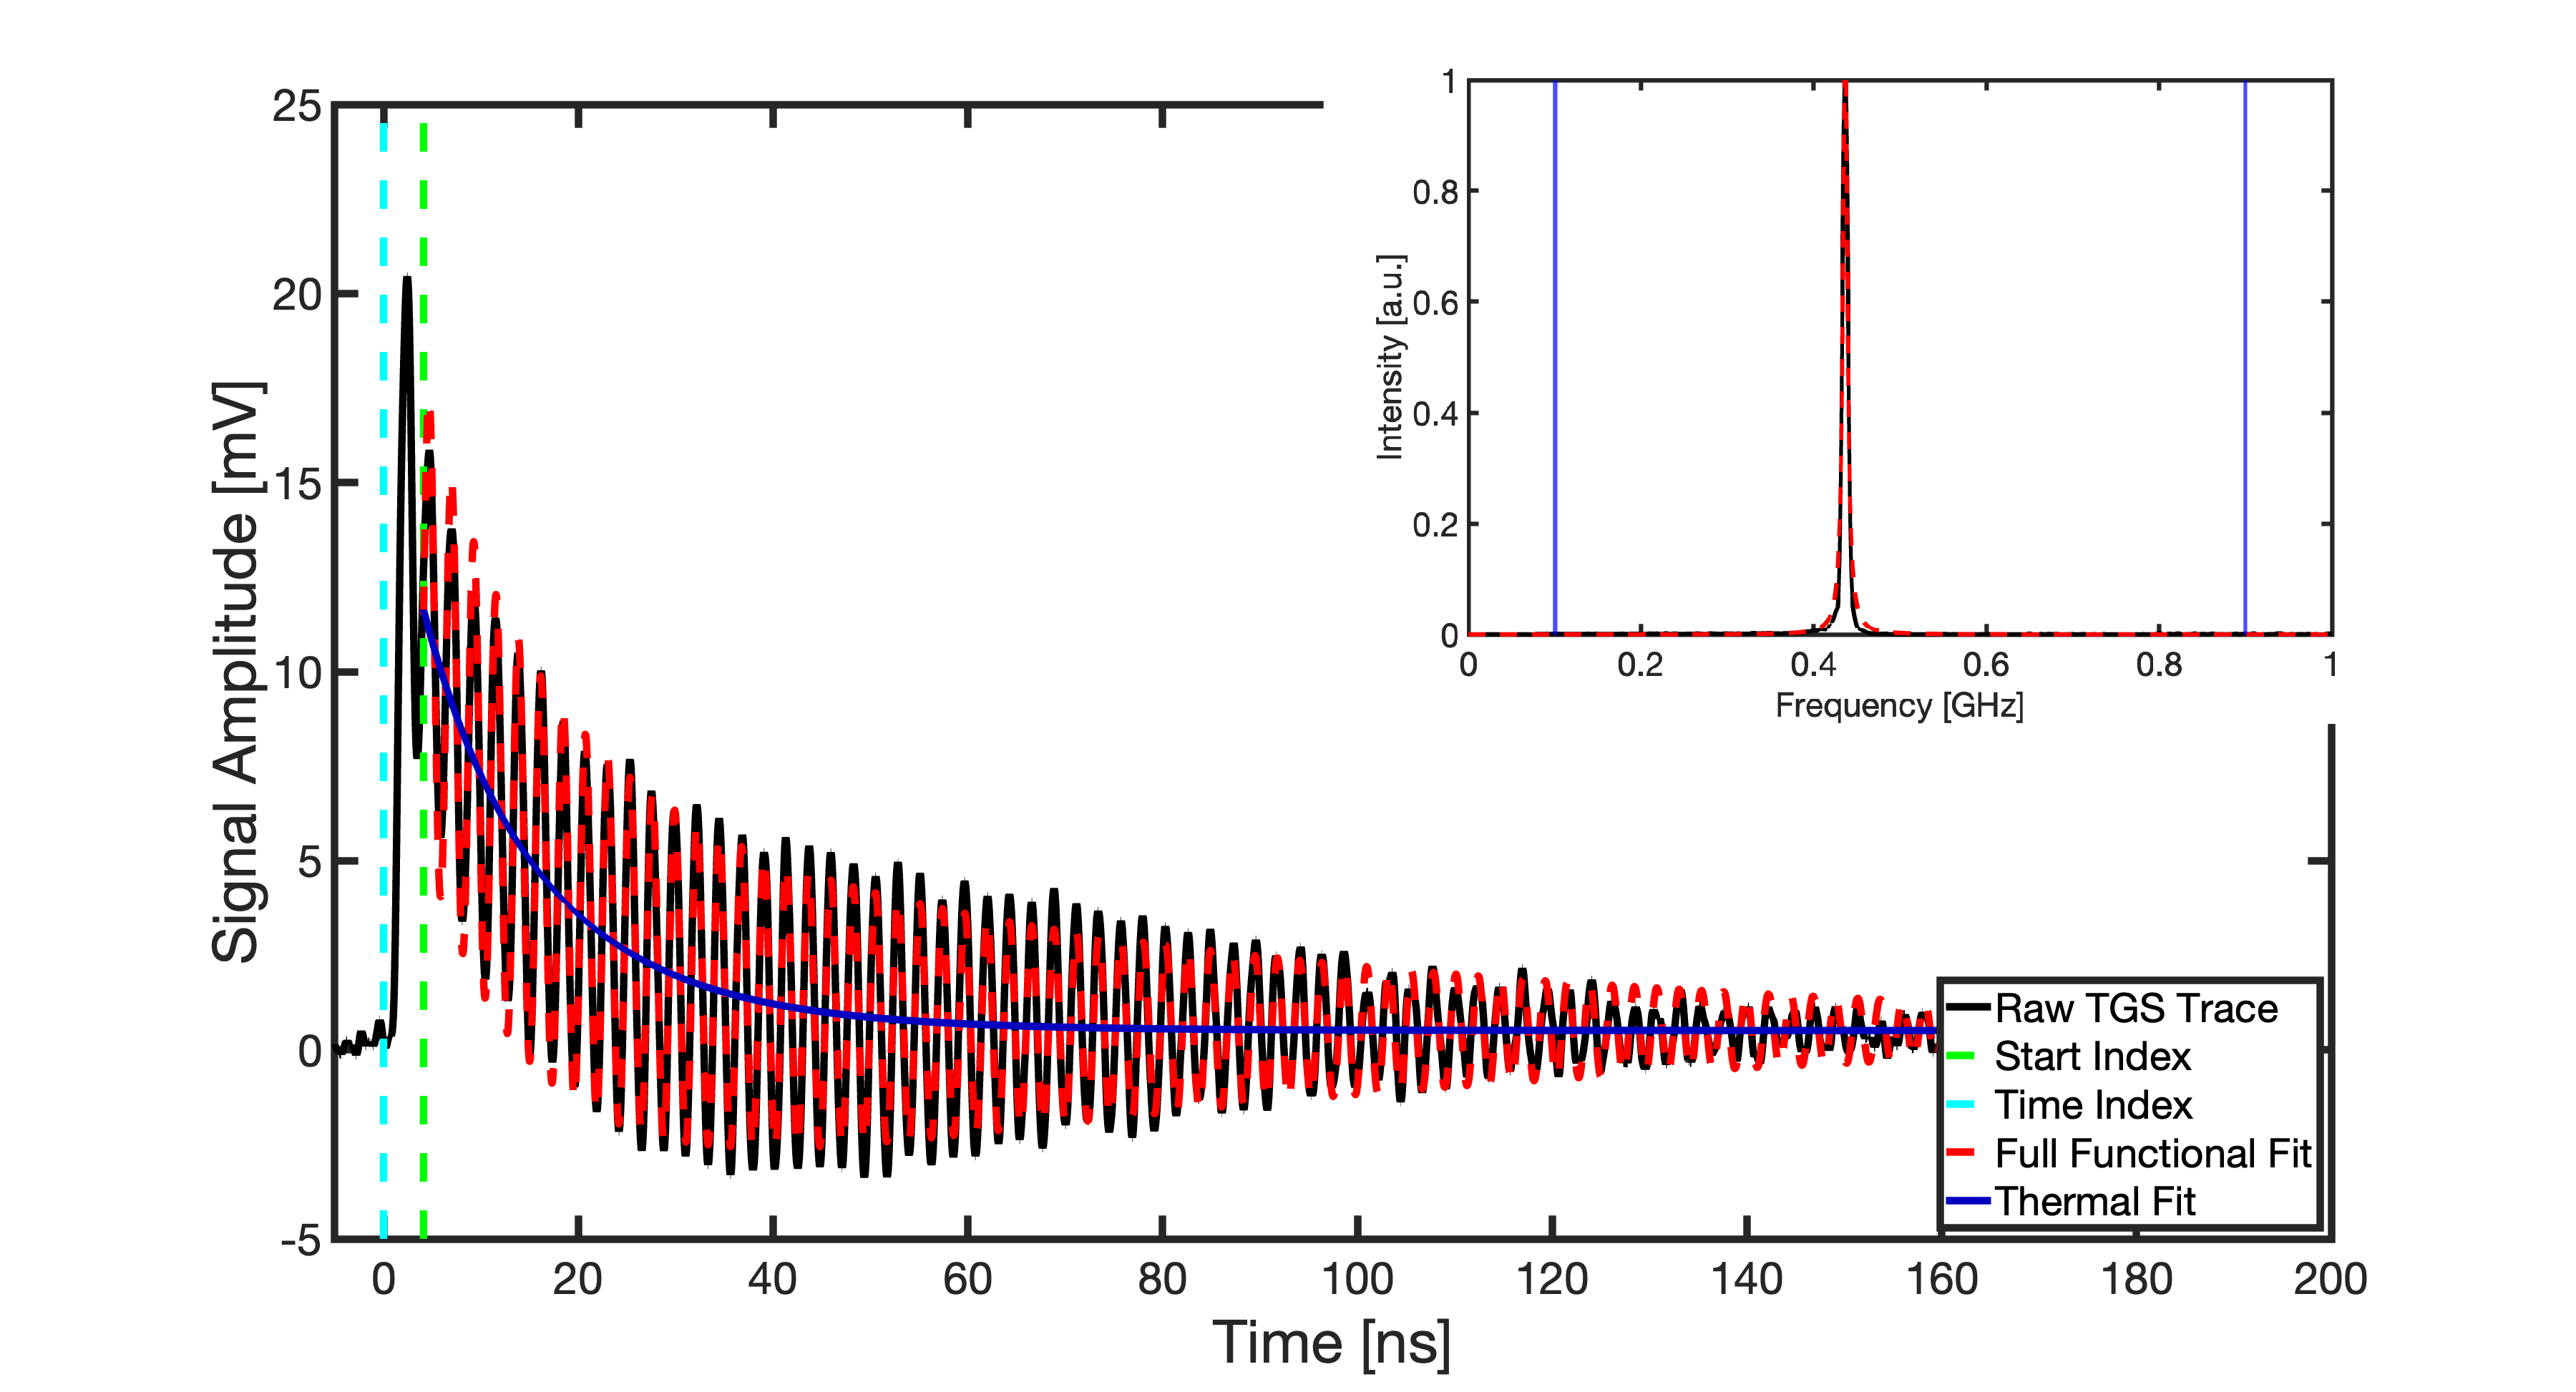 25
20
15
10
5
0
-5
Signal Amplitude [mV]
0 20 40 60 80 100 120 140 160 180 200
Time [ns]
1
0.8
0.6
0.4
0.2
0
Intensity [a.u.]
0 0.2 0.4 0.6 0.8 1
Frequency [GHz]
Raw TGS Trace
Start Index
Time Index
Full Functional Fit
Thermal Fit